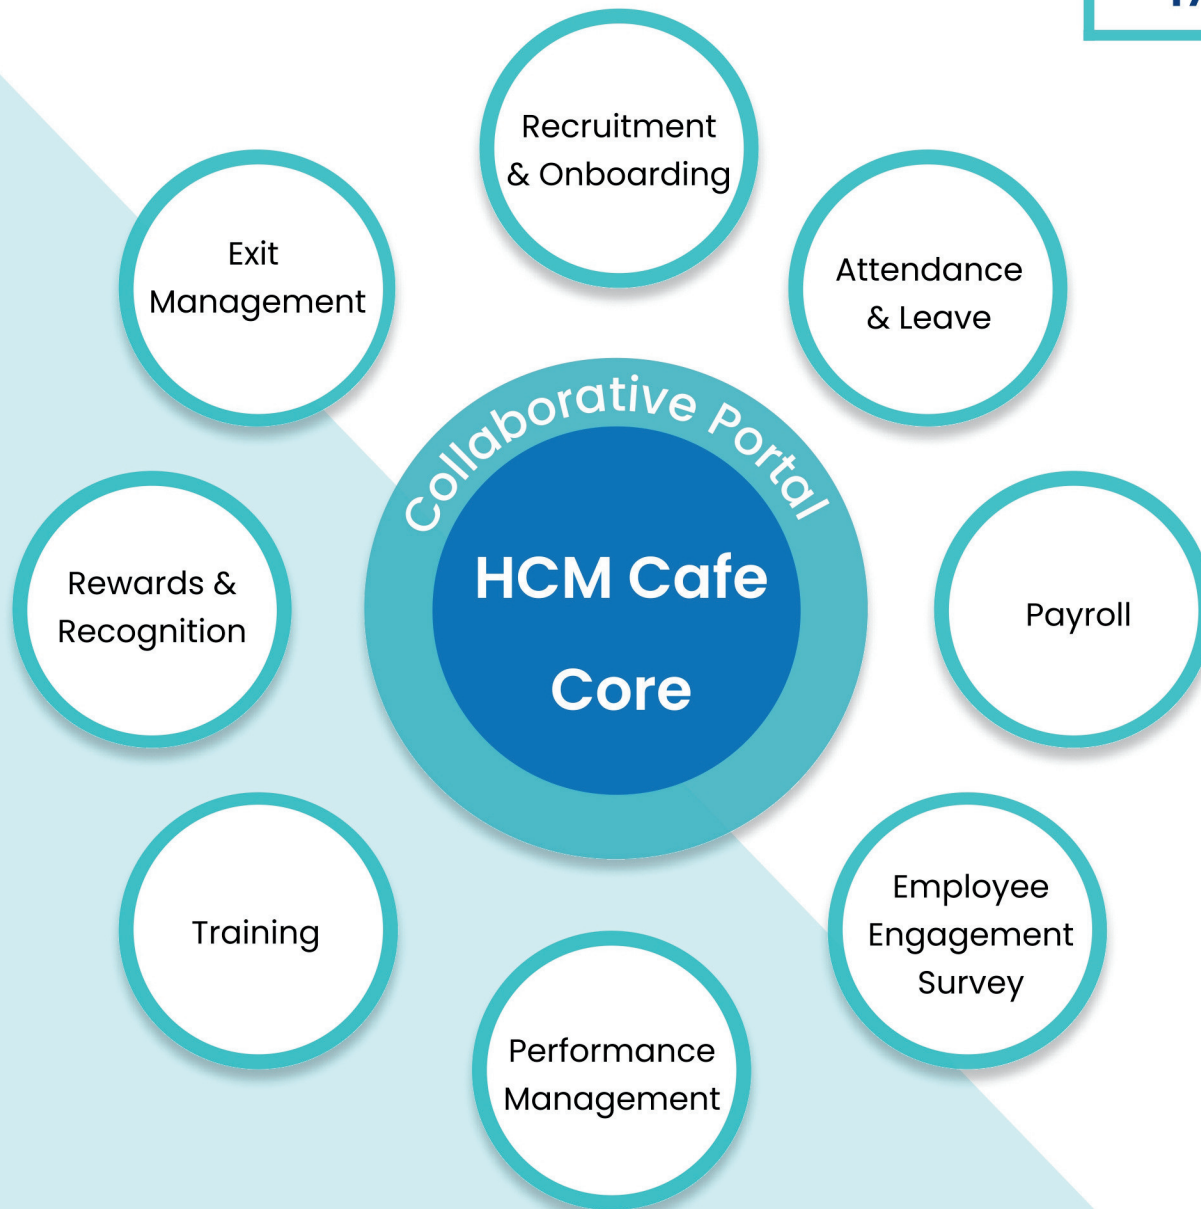 Recruitment
& Onboarding
Exit
Management
Attendance
& Leave
Collaborative Portal
HCM Cafe
Core
Rewards &
Recognition
Payroll
Training
Employee
Engagement
Survey
Performance
Management